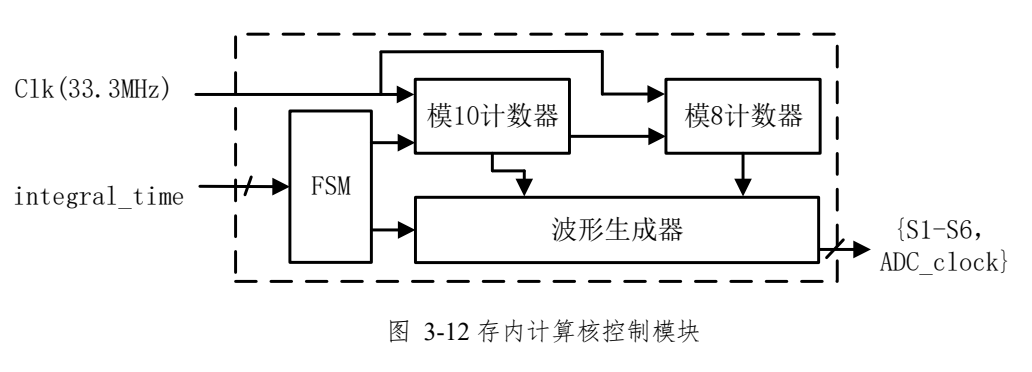 Clk(33.3MHz)
模10计数器
模8计数器
integral_time
FSM
波形生成器
{S1-S6,
ADC_clock}
图 3-12 存内计算核控制模块